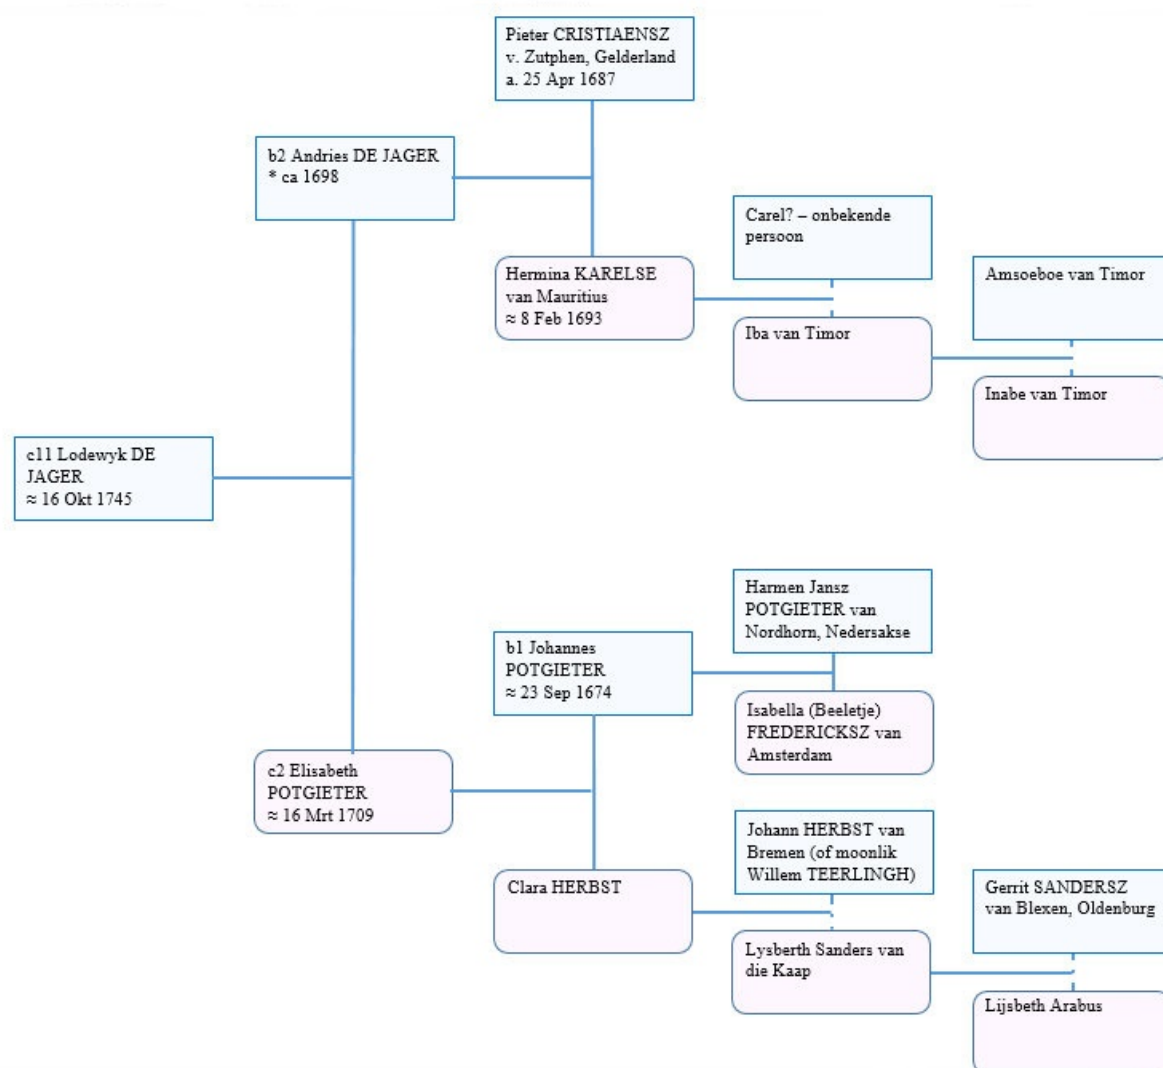 Pieter CRISTIAENSZ
v. Zutphen, Gelderland
a. 25 Apr 1687
b2 Andries DE JAGER
* ca 1698
Carel? – onbekende
persoon
Hermina KARELSE
van Mauritius
≈ 8 Feb 1693
Amsoeboe van Timor
Iba van Timor
Inabe van Timor
c11 Lodewyk DE
JAGER
≈ 16 Okt 1745
Harmen Jansz
POTGIETER van
Nordhorn, Nedersakse
b1 Johannes
POTGIETER
≈ 23 Sep 1674
Isabella (Beeletje)
FREDERICKSZ van
Amsterdam
c2 Elisabeth
POTGIETER
≈ 16 Mrt 1709
Johann HERBST van
Bremen (of moonlik
Willem TEERLINGH)
Clara HERBST
Gerrit SANDERSZ
van Blexen, Oldenburg
Lysberth Sanders van
die Kaap
Lijsbeth Arabus